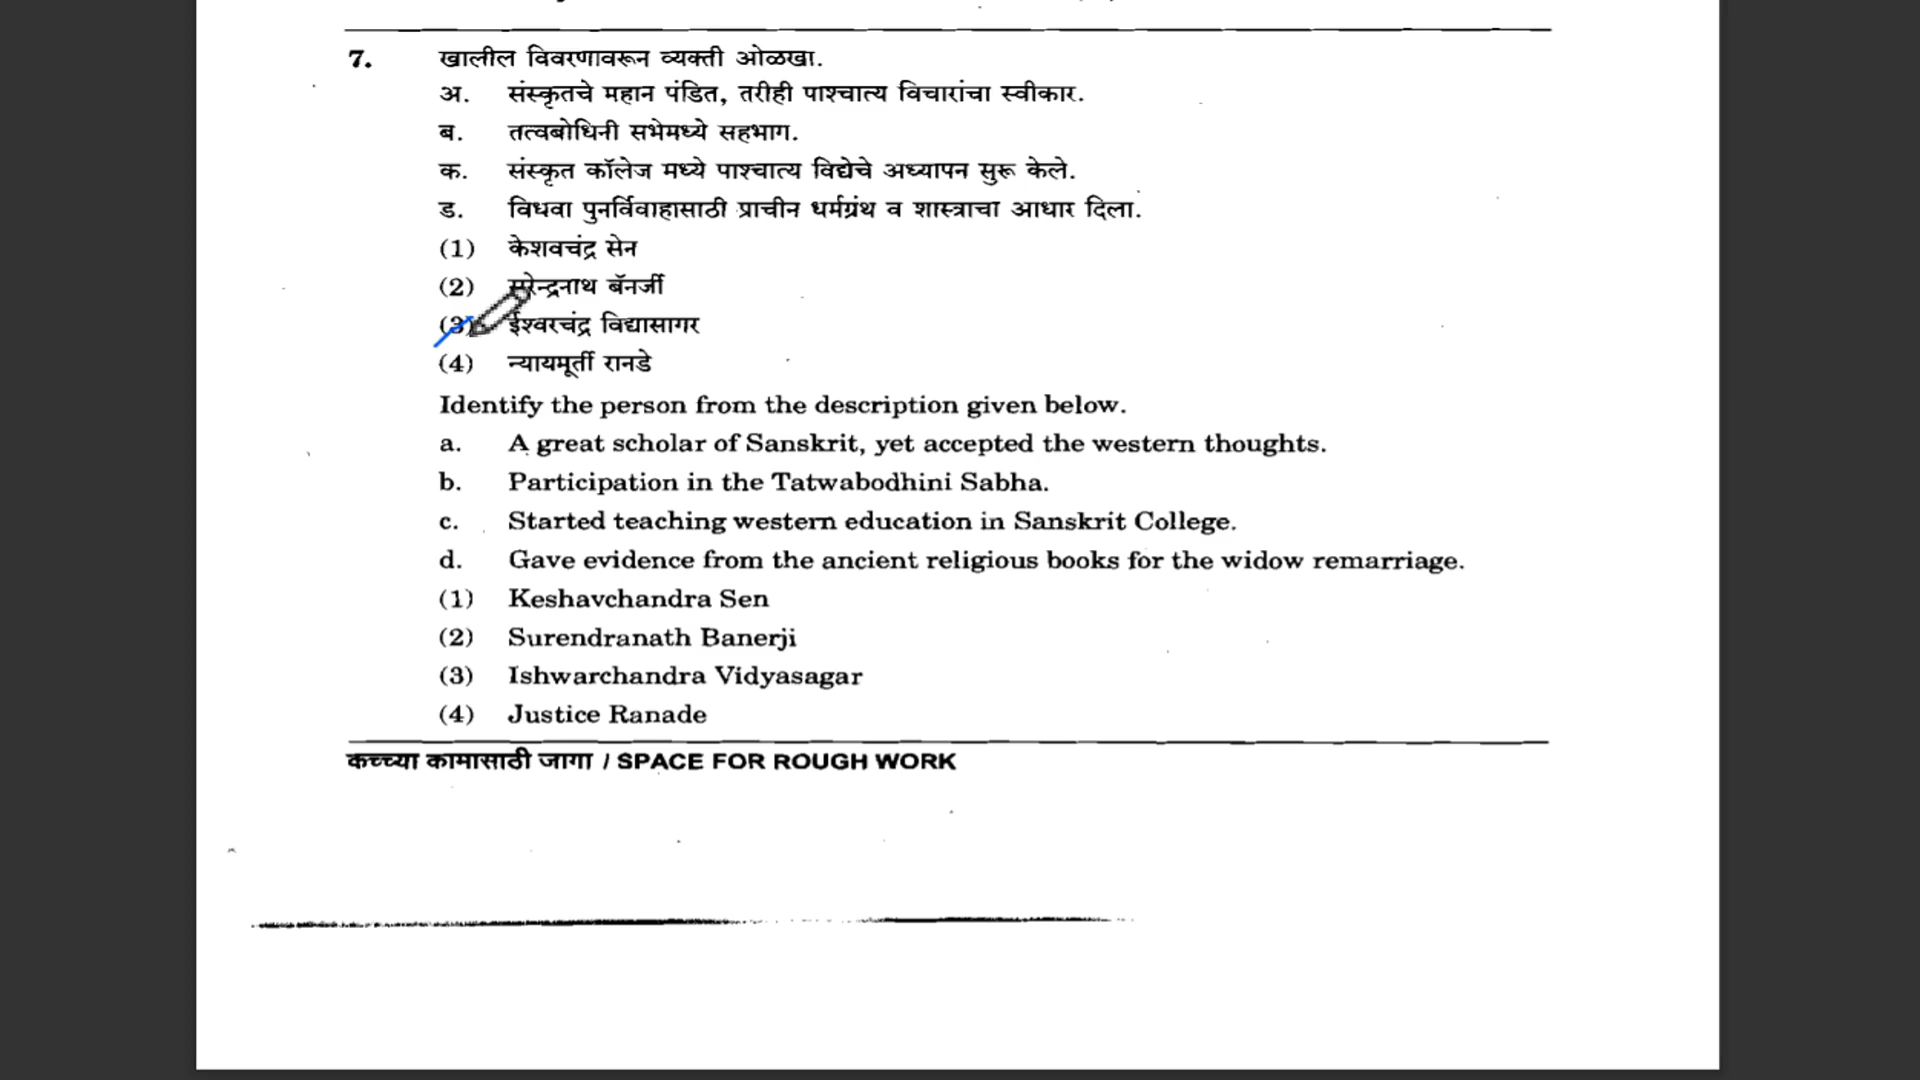 7. खालील विवरणावरून व्यक्ती ओळखा.
अ. संस्कृतचे महान पंडित, तरीही पाश्चात्य विचारांचा स्वीकार.
ब. तत्वबोधिनी सभेमध्ये सहभाग.
क. संस्कृत कॉलेज मध्ये पाश्चात्य विद्येचे अध्यापन सुरू केले.
ड. विधवा पुनर्विवाहासाठी प्राचीन धर्मग्रंथ व शास्त्राचा आधार दिला.
(1) केशवचंद्र सेन
(2) सुरेन्द्रनाथ बॅनर्जी
(3) ईश्वरचंद्र विद्यासागर
(4) न्यायमूर्ती रानडे
Identify the person from the description given below.
a. A great scholar of Sanskrit, yet accepted the western thoughts.
b. Participation in the Tatwabodhini Sabha.
c. Started teaching western education in Sanskrit College.
d. Gave evidence from the ancient religious books for the widow remarriage.
(1) Keshavchandra Sen
(2) Surendranath Banerji
(3) Ishwarchandra Vidyasagar
(4) Justice Ranade
कच्च्या कामासाठी जागा / SPACE FOR ROUGH WORK